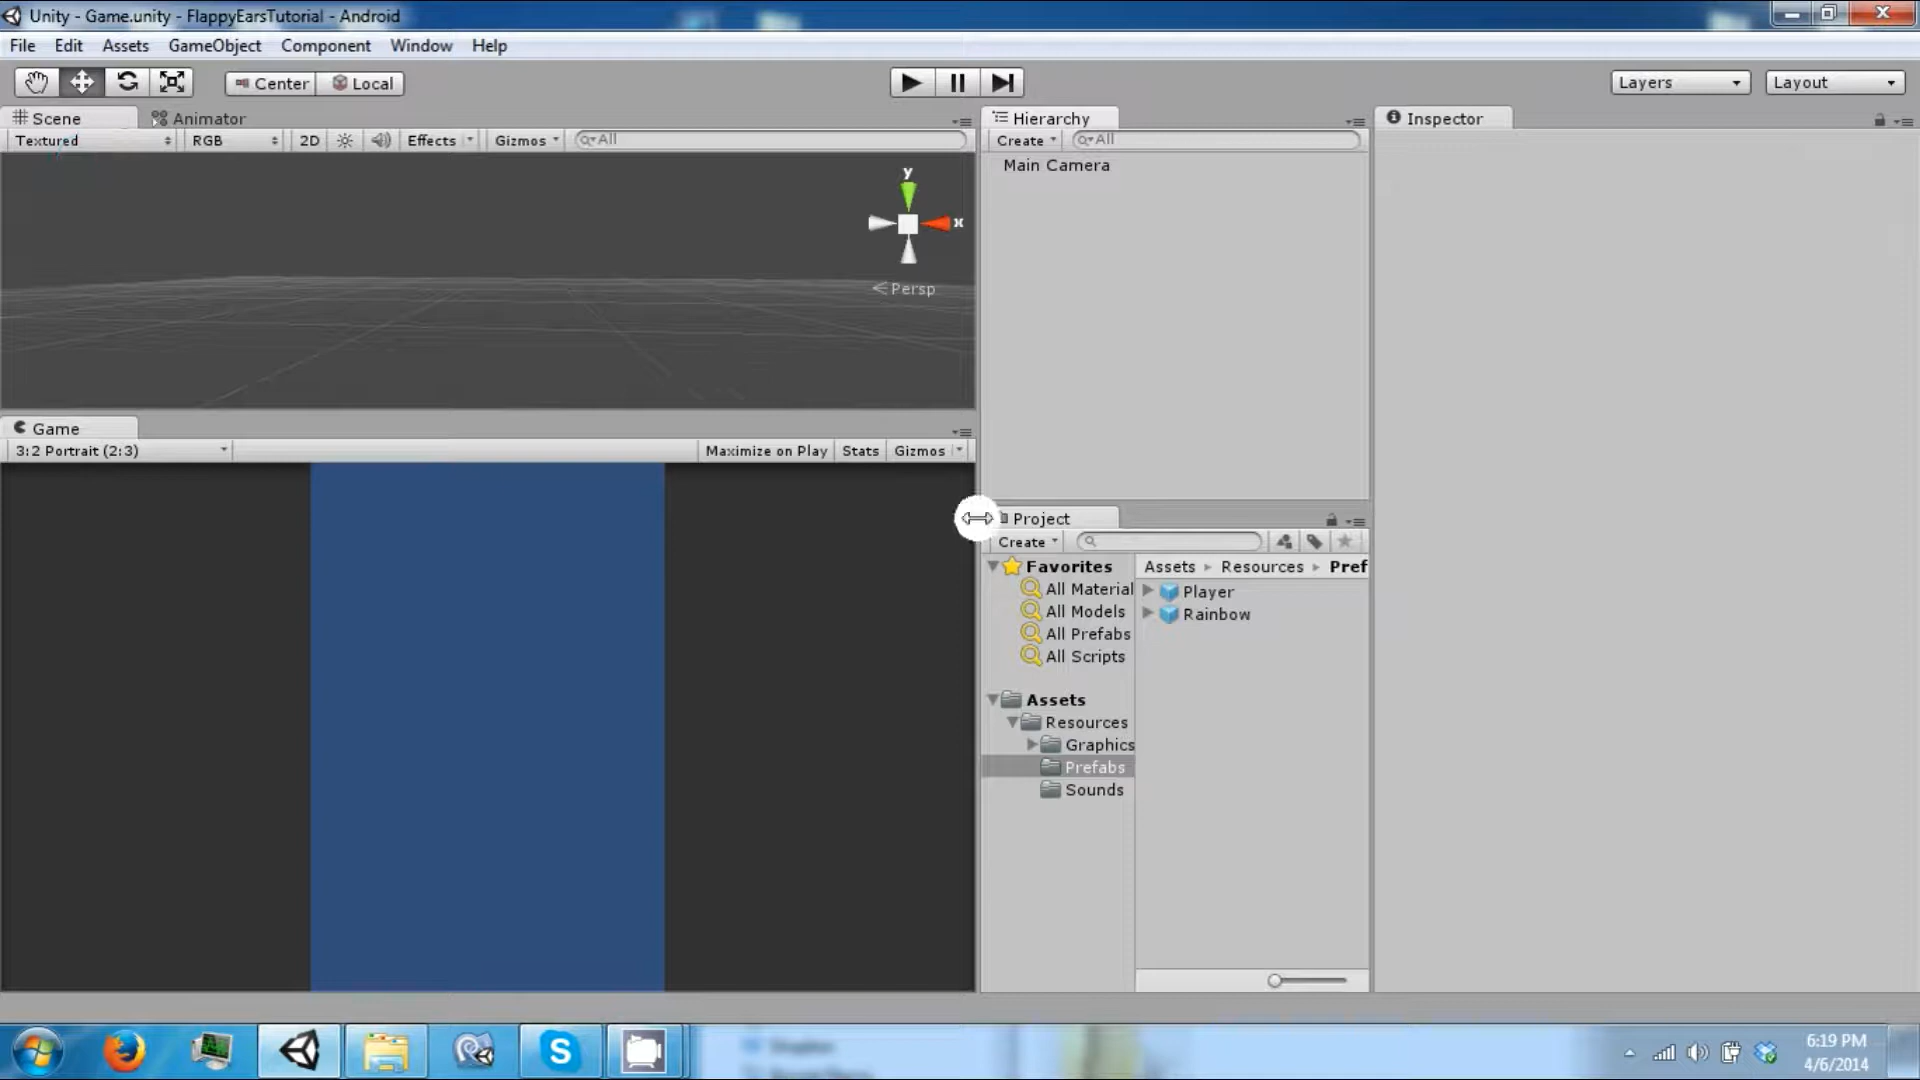 Unity - Game.unity - FlappyEarsTutorial - Android
File Edit Assets GameObject Component Window Help
Center Local Layers Layout
Scene Animator
Textured RGB 2D Effects Gizmos All
y
x
Persp
Game
3:2 Portrait (2:3) Maximize on Play Stats Gizmos
Hierarchy
Create All
Main Camera
Project
Create
Favorites
All Material
All Models
All Prefabs
All Scripts
Assets
Resources
Graphics
Prefabs
Sounds
Assets Resources Pref
Player
Rainbow
Inspector
6:19 PM
4/6/2014